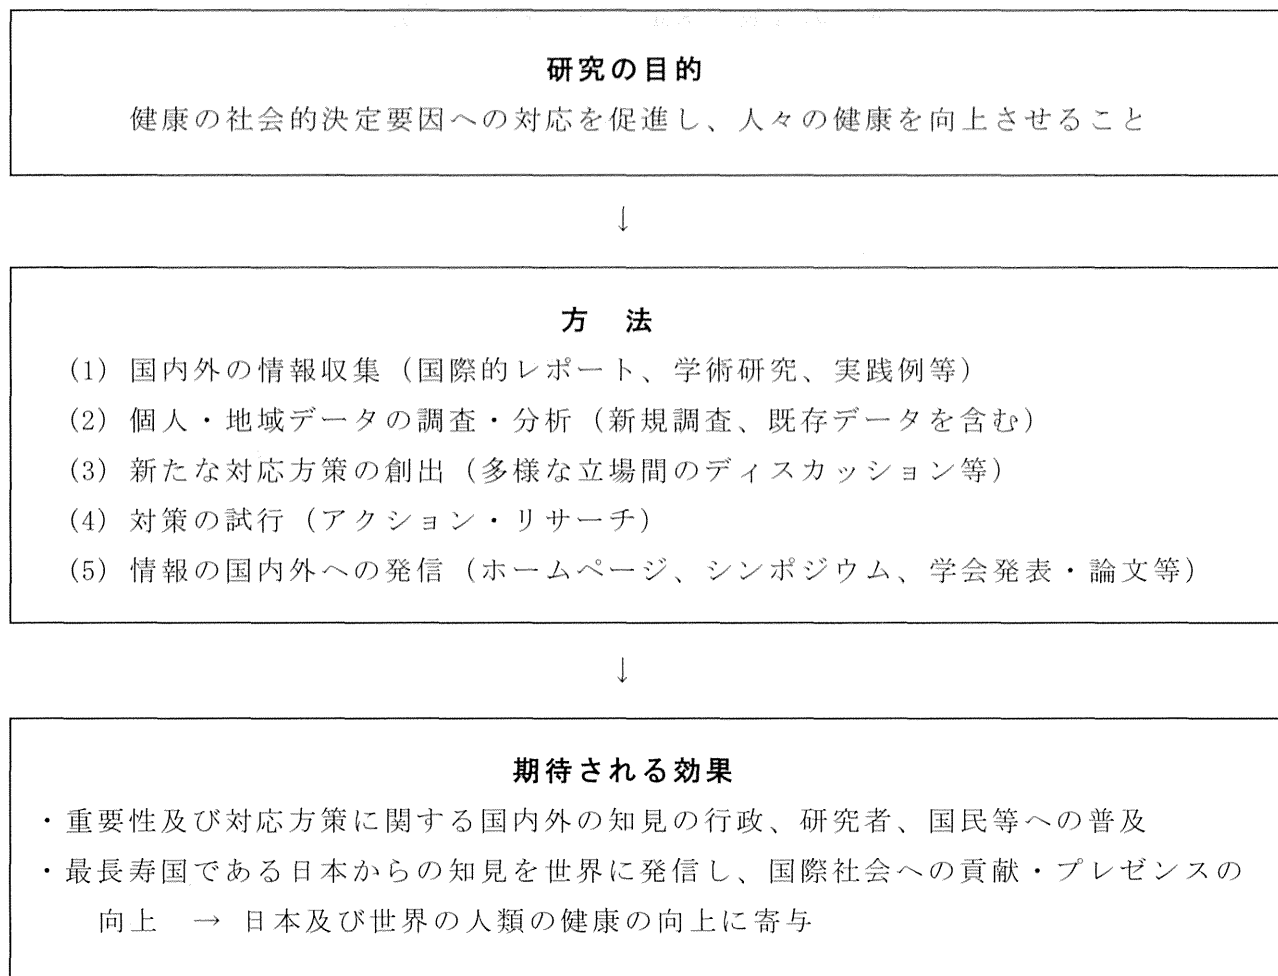 研究の目的
健康の社会的決定要因への対応を促進し、人々の健康を向上させること
↓
方　法
(1) 国内外の情報収集（国際的レポート、学術研究、実践例等）
(2) 個人・地域データの調査・分析（新規調査、既存データを含む）
(3) 新たな対応方策の創出（多様な立場間のディスカッション等）
(4) 対策の試行（アクション・リサーチ）
(5) 情報の国内外への発信（ホームページ、シンポジウム、学会発表・論文等）
↓
期待される効果
・重要性及び対応方策に関する国内外の知見の行政、研究者、国民等への普及
・最長寿国である日本からの知見を世界に発信し、国際社会への貢献・プレゼンスの
向上　→ 日本及び世界の人類の健康の向上に寄与